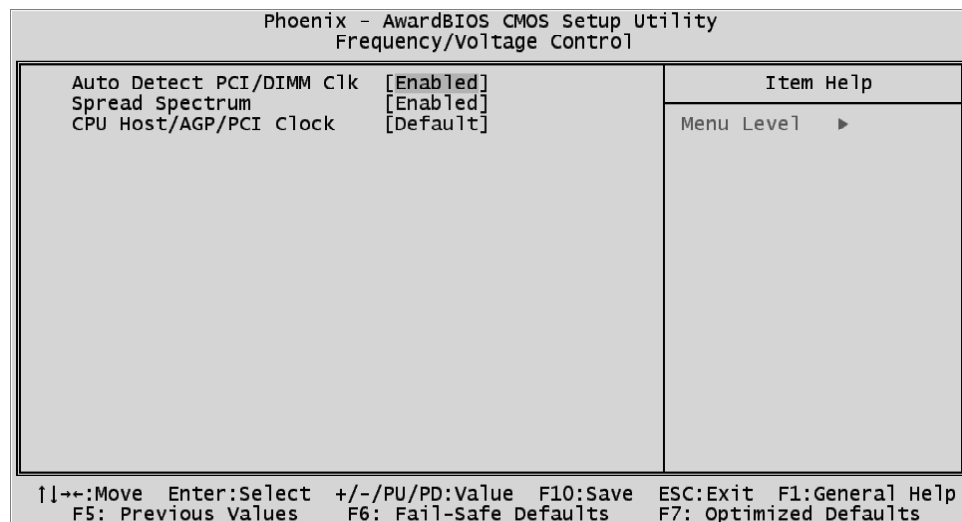 Phoenix - AwardBIOS CMOS Setup Utility
Frequency/Voltage Control
Auto Detect PCI/DIMM Clk [Enabled]
Spread Spectrum [Enabled]
CPU Host/AGP/PCI Clock [Default]
Item Help
Menu Level ▶
↑↓→←:Move Enter:Select +/-/PU/PD:Value F10:Save ESC:Exit F1:General Help
F5: Previous Values F6: Fail-Safe Defaults F7: Optimized Defaults